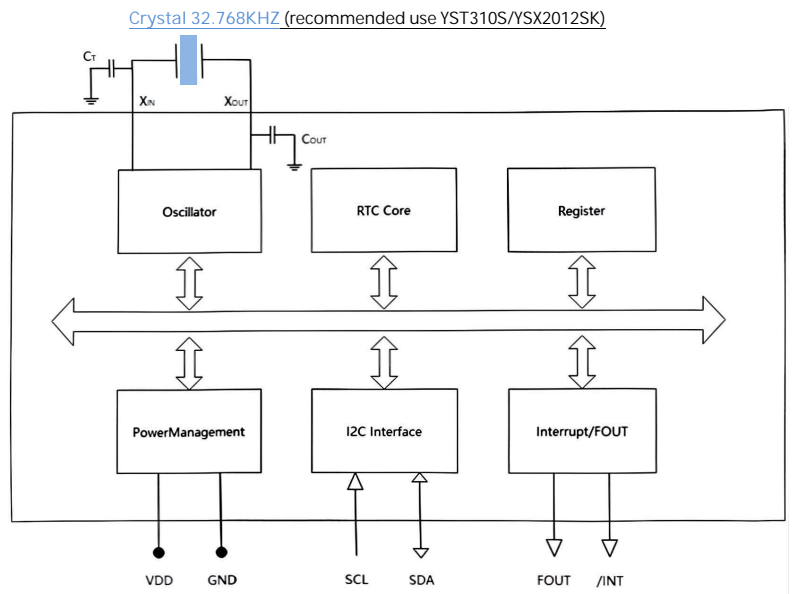 Crystal 32.768KHZ (recommended use YST310S/YSX2012SK)
CT
XIN XOUT
COUT
Oscillator RTC Core Register
PowerManagement I2C Interface Interrupt/FOUT
VDD GND SCL SDA FOUT /INT